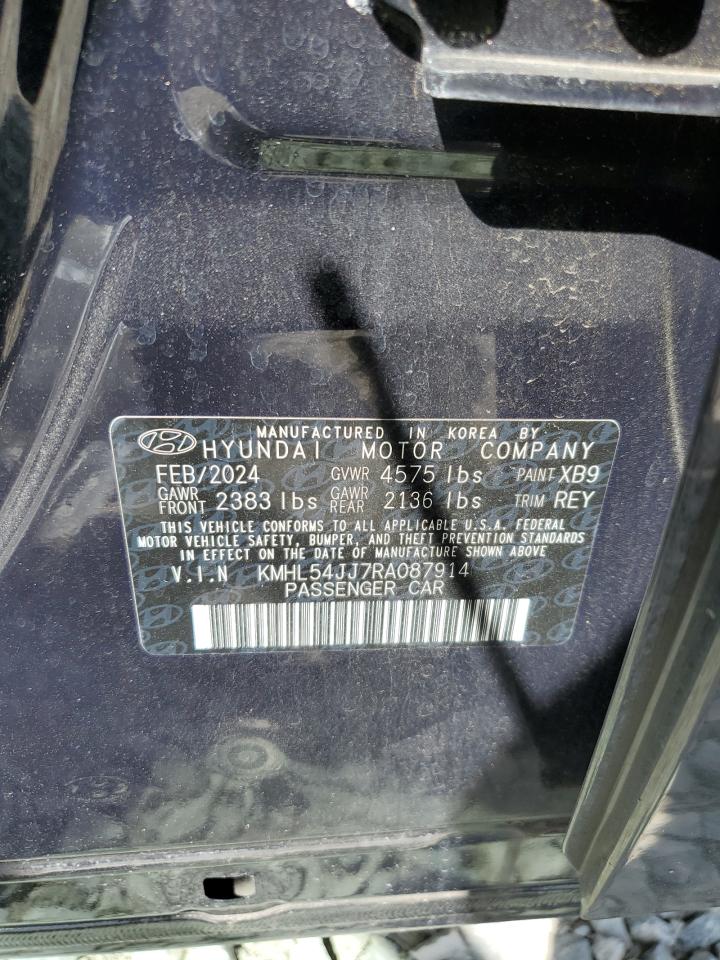 MANUFACTURED IN KOREA BY
HYUNDAI MOTOR COMPANY
FEB/2024 GVWR 4575 lbs PAINT XB9
GAWR FRONT 2383 lbs GAWR REAR 2136 lbs TRIM REY
THIS VEHICLE CONFORMS TO ALL APPLICABLE U.S.A. FEDERAL
MOTOR VEHICLE SAFETY, BUMPER, AND THEFT PREVENTION STANDARDS
IN EFFECT ON THE DATE OF MANUFACTURE SHOWN ABOVE
V.I.N KMHL54JJ7RA087914
PASSENGER CAR